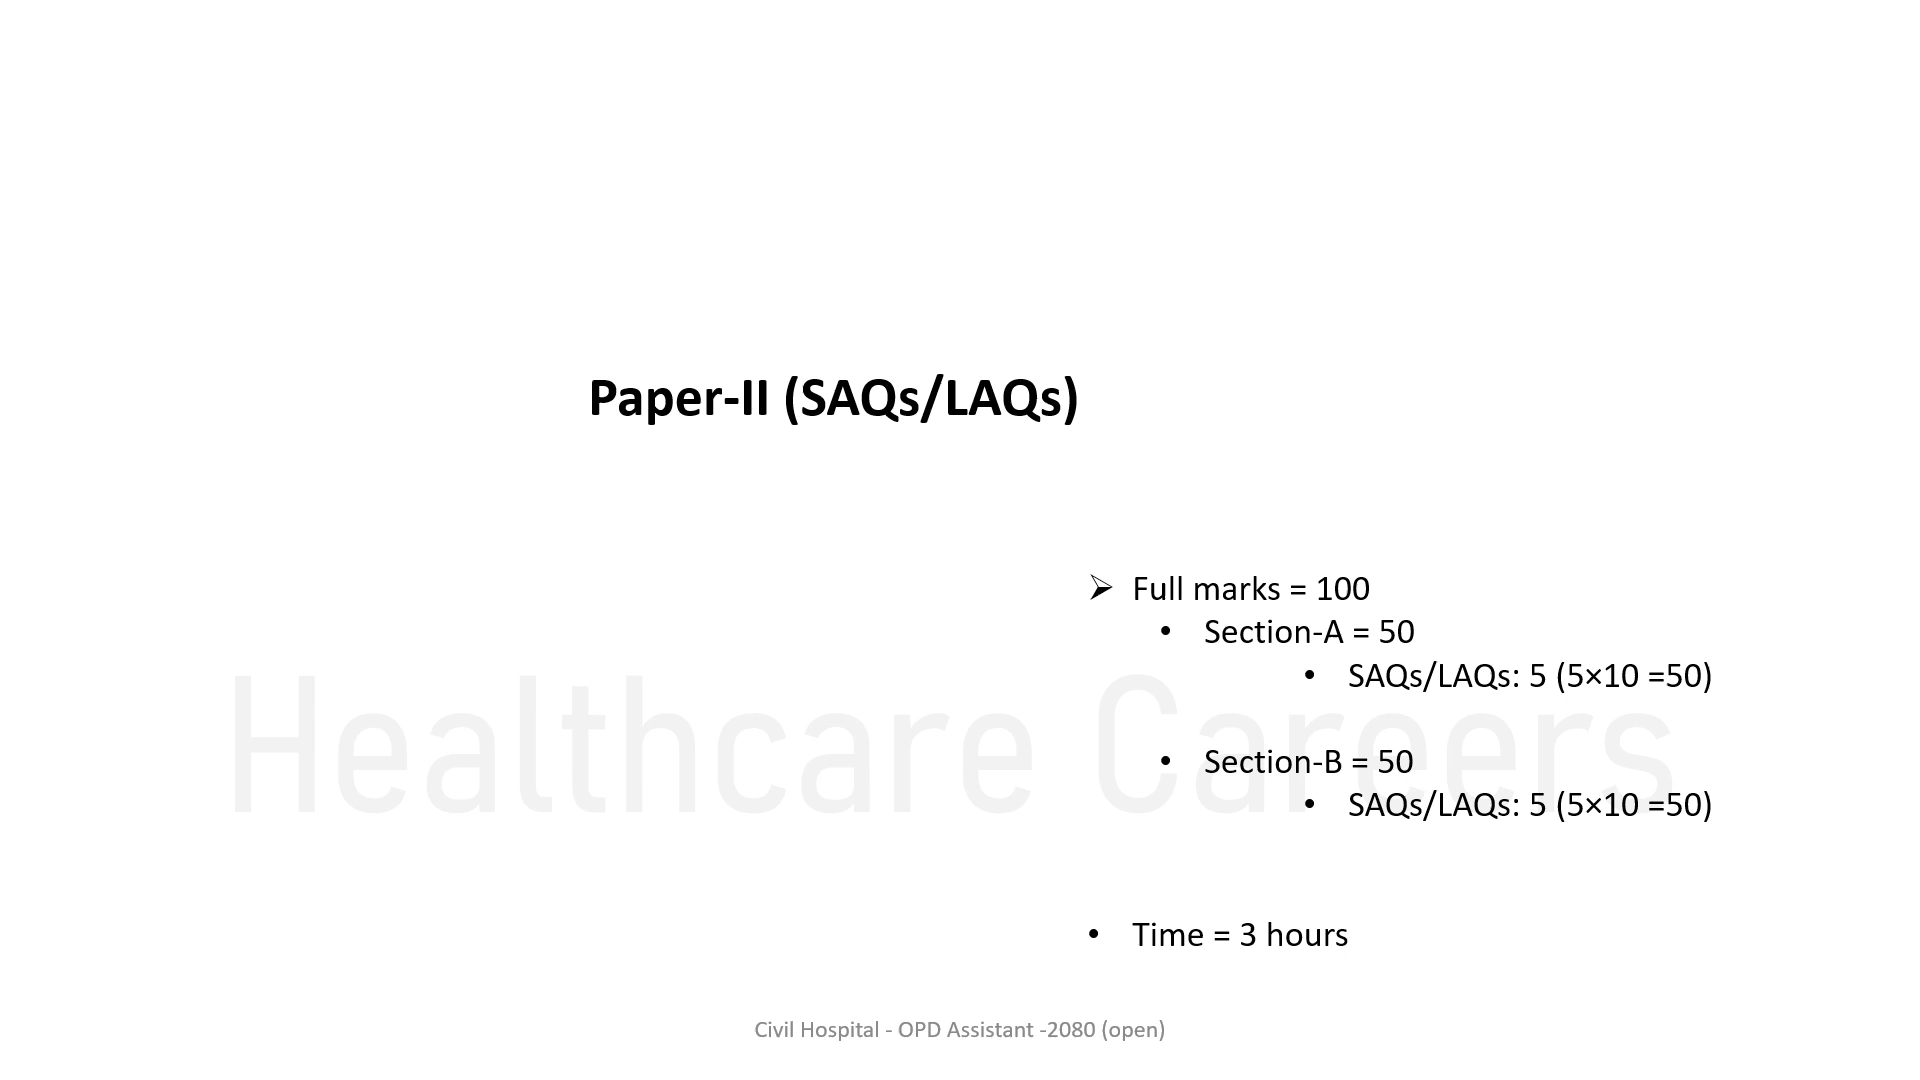 Paper-II (SAQs/LAQs)
➢ Full marks = 100
• Section-A = 50
• SAQs/LAQs: 5 (5×10 =50)
Healthcare Careers
• Section-B = 50
• SAQs/LAQs: 5 (5×10 =50)
• Time = 3 hours
Civil Hospital - OPD Assistant -2080 (open)